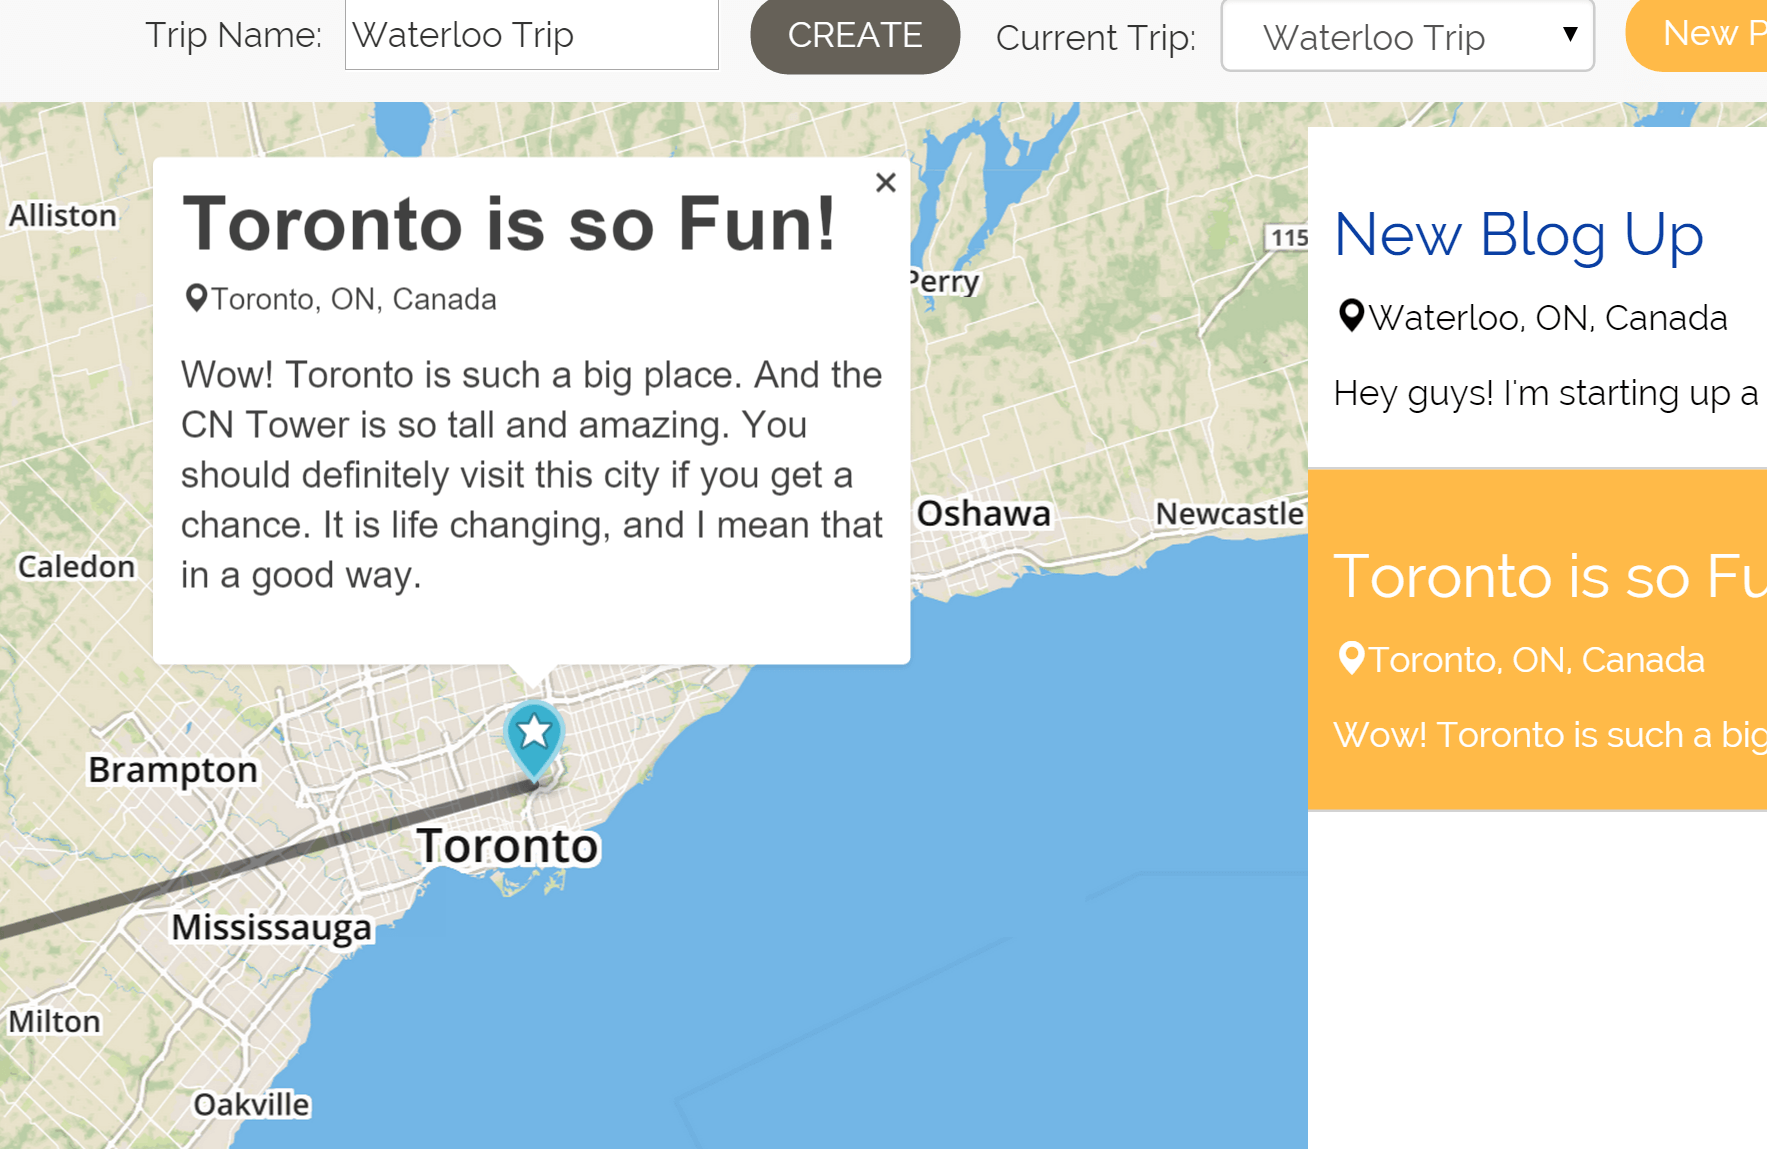 Trip Name:
Waterloo Trip
CREATE
Current Trip:
Waterloo Trip
New P
Toronto is so Fun!
Toronto, ON, Canada
Wow! Toronto is such a big place. And the
CN Tower is so tall and amazing. You
should definitely visit this city if you get a
chance. It is life changing, and I mean that
in a good way.
New Blog Up
Waterloo, ON, Canada
Hey guys! I'm starting up a
Toronto is so Fu
Toronto, ON, Canada
Wow! Toronto is such a big
Alliston
Perry
115
Oshawa
Newcastle
Caledon
Brampton
Toronto
Mississauga
Milton
Oakville